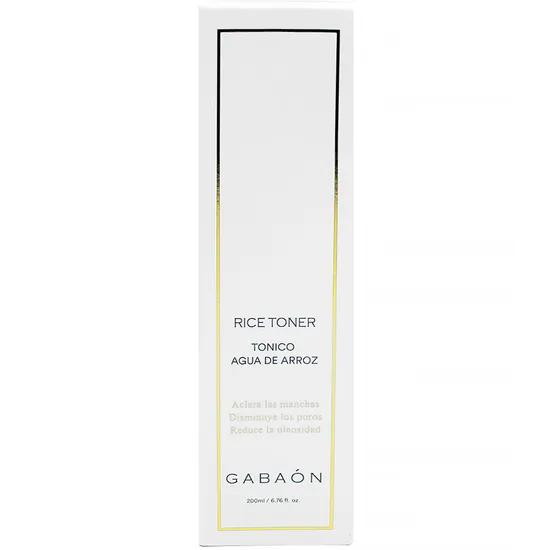 RICE TONER
TONICO
AGUA DE ARROZ
Aclara las manchas
Disminuye los poros
Reduce la oleosidad
GABAÓN
200ml / 6.76 fl. oz.